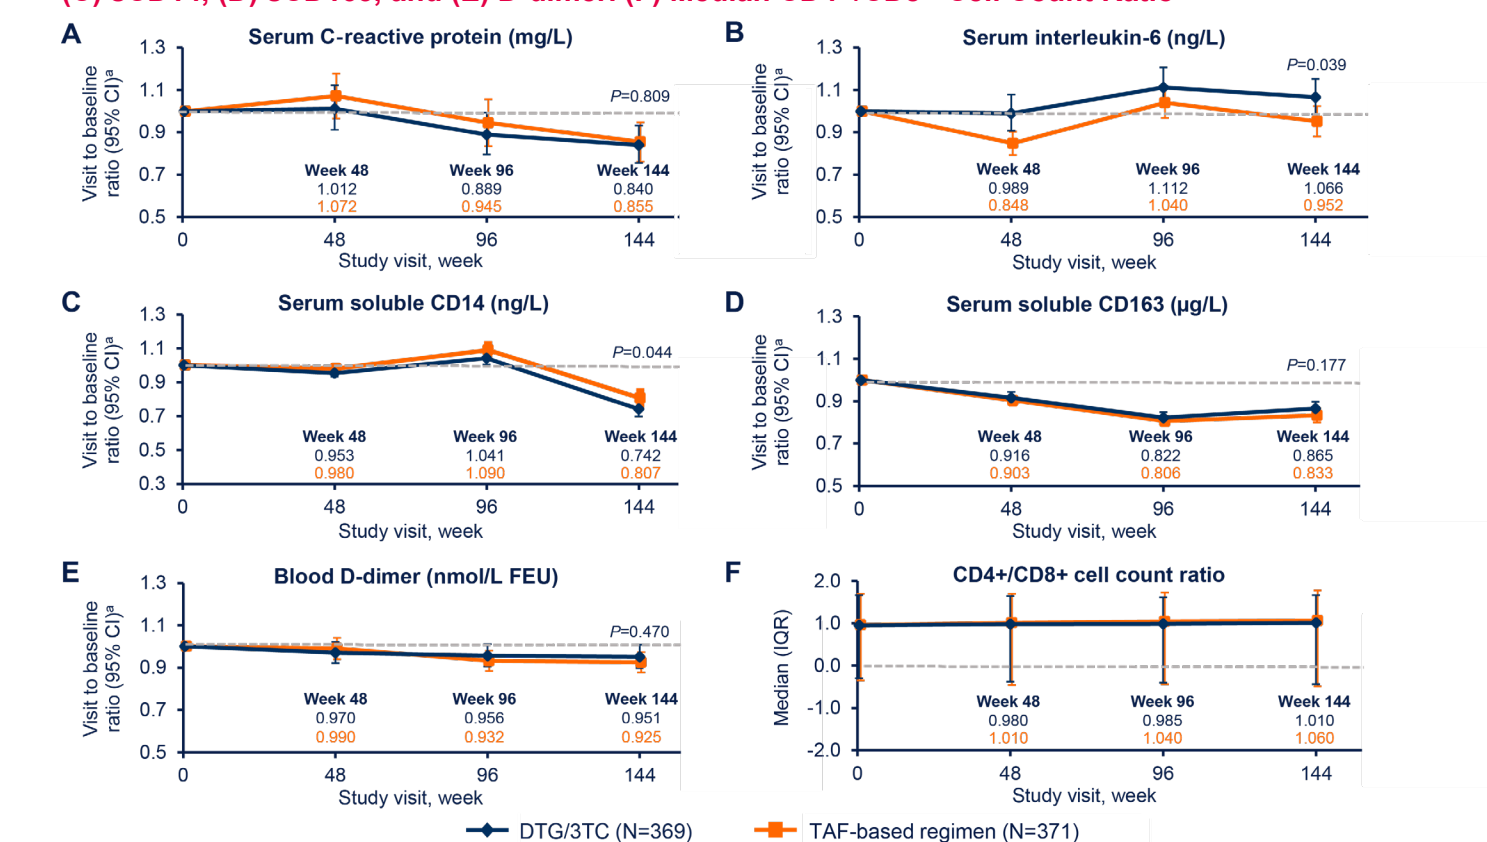 A
Serum C-reactive protein (mg/L)
Visit to baseline
ratio (95% CI)ᵃ
1.3
1.1
0.9
0.7
0.5
P=0.809
Week 48 Week 96 Week 144
1.012 0.889 0.840
1.072 0.945 0.855
0 48 96 144
Study visit, week
B
Serum interleukin-6 (ng/L)
Visit to baseline
ratio (95% CI)ᵃ
1.3
1.1
0.9
0.7
0.5
P=0.039
Week 48 Week 96 Week 144
0.989 1.112 1.066
0.848 1.040 0.952
0 48 96 144
Study visit, week
C
Serum soluble CD14 (ng/L)
Visit to baseline
ratio (95% CI)ᵃ
1.3
1.1
0.9
0.7
0.5
0.3
P=0.044
Week 48 Week 96 Week 144
0.953 1.041 0.742
0.980 1.090 0.807
0 48 96 144
Study visit, week
D
Serum soluble CD163 (µg/L)
Visit to baseline
ratio (95% CI)ᵃ
1.3
1.1
0.9
0.7
0.5
P=0.177
Week 48 Week 96 Week 144
0.916 0.822 0.865
0.903 0.806 0.833
0 48 96 144
Study visit, week
E
Blood D-dimer (nmol/L FEU)
Visit to baseline
ratio (95% CI)ᵃ
1.3
1.1
0.9
0.7
0.5
P=0.470
Week 48 Week 96 Week 144
0.970 0.956 0.951
0.990 0.932 0.925
0 48 96 144
Study visit, week
F
CD4+/CD8+ cell count ratio
Median (IQR)
2.0
1.0
0.0
-1.0
-2.0
Week 48 Week 96 Week 144
0.980 0.985 1.010
1.010 1.040 1.060
0 48 96 144
Study visit, week
DTG/3TC (N=369) TAF-based regimen (N=371)